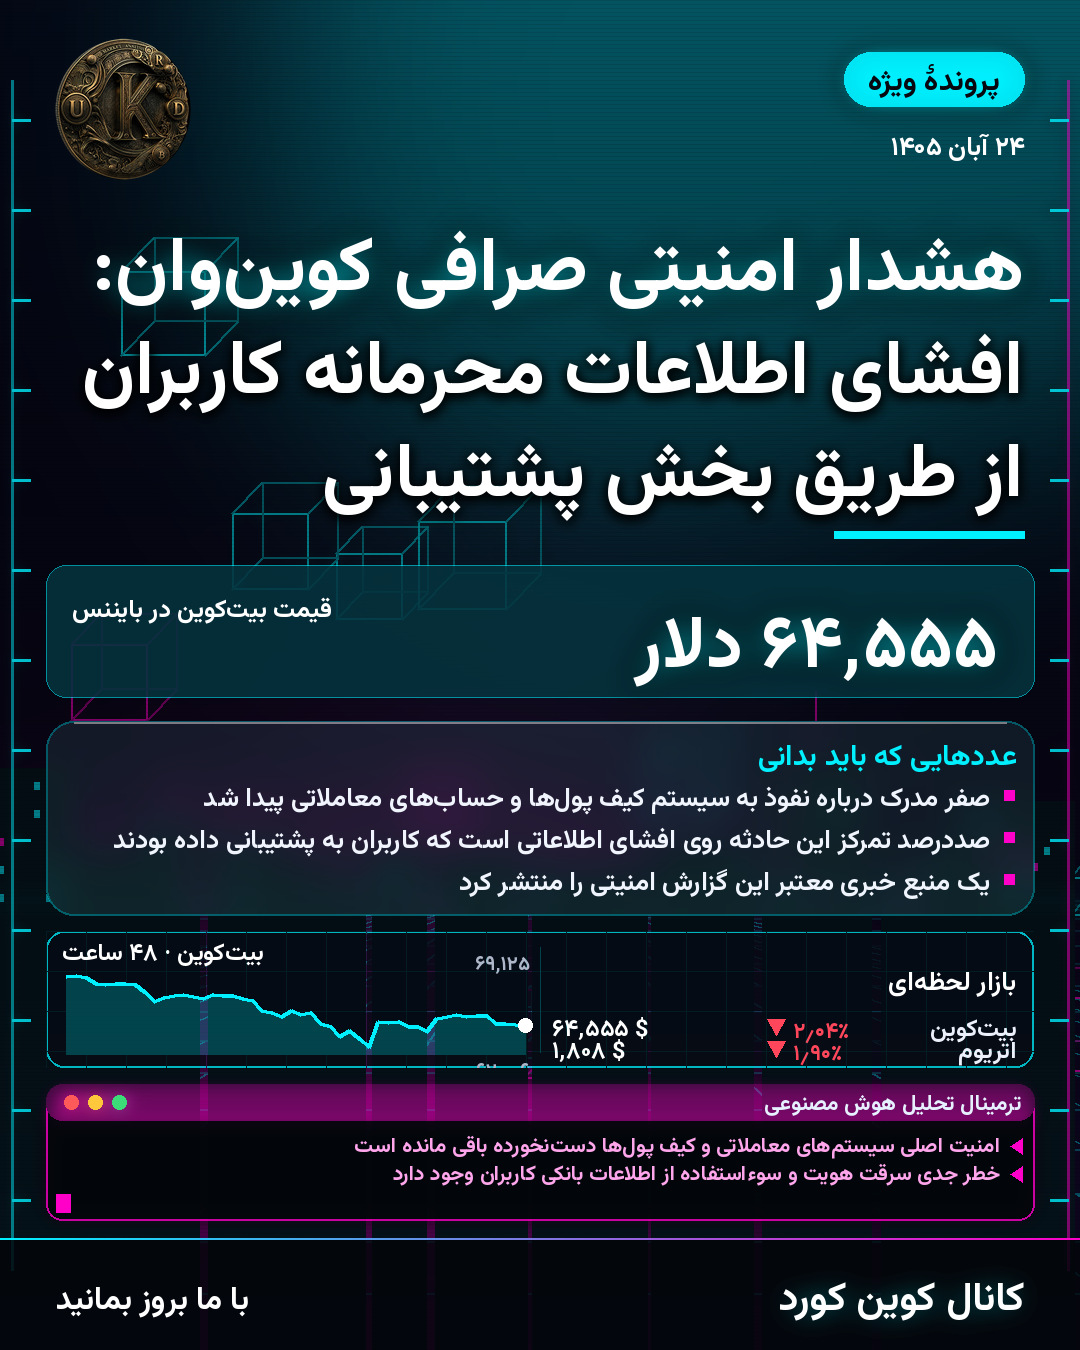 پروندهٔ ویژه
۲۴ آبان ۱۴۰۵
هشدار امنیتی صرافی کوین‌وان:
افشای اطلاعات محرمانه کاربران
از طریق بخش پشتیبانی
قیمت بیت‌کوین در بایننس
۶۴,۵۵۵ دلار
عددهایی که باید بدانی
صفر مدرک درباره نفوذ به سیستم کیف پول‌ها و حساب‌های معاملاتی پیدا شد
صددرصد تمرکز این حادثه روی افشای اطلاعاتی است که کاربران به پشتیبانی داده بودند
یک منبع خبری معتبر این گزارش امنیتی را منتشر کرد
بازار لحظه‌ای
بیت‌کوین ۲٫۰۴٪ ▼ ۶۴,۵۵۵ $
اتریوم ۱٫۹۰٪ ▼ ۱,۸۰۸ $
بیت‌کوین · ۴۸ ساعت
۶۹,۱۲۵
ترمینال تحلیل هوش مصنوعی
امنیت اصلی سیستم‌های معاملاتی و کیف پول‌ها دست‌نخورده باقی مانده است
خطر جدی سرقت هویت و سوءاستفاده از اطلاعات بانکی کاربران وجود دارد
کانال کوین کورد
با ما بروز بمانید
U K D
R
B